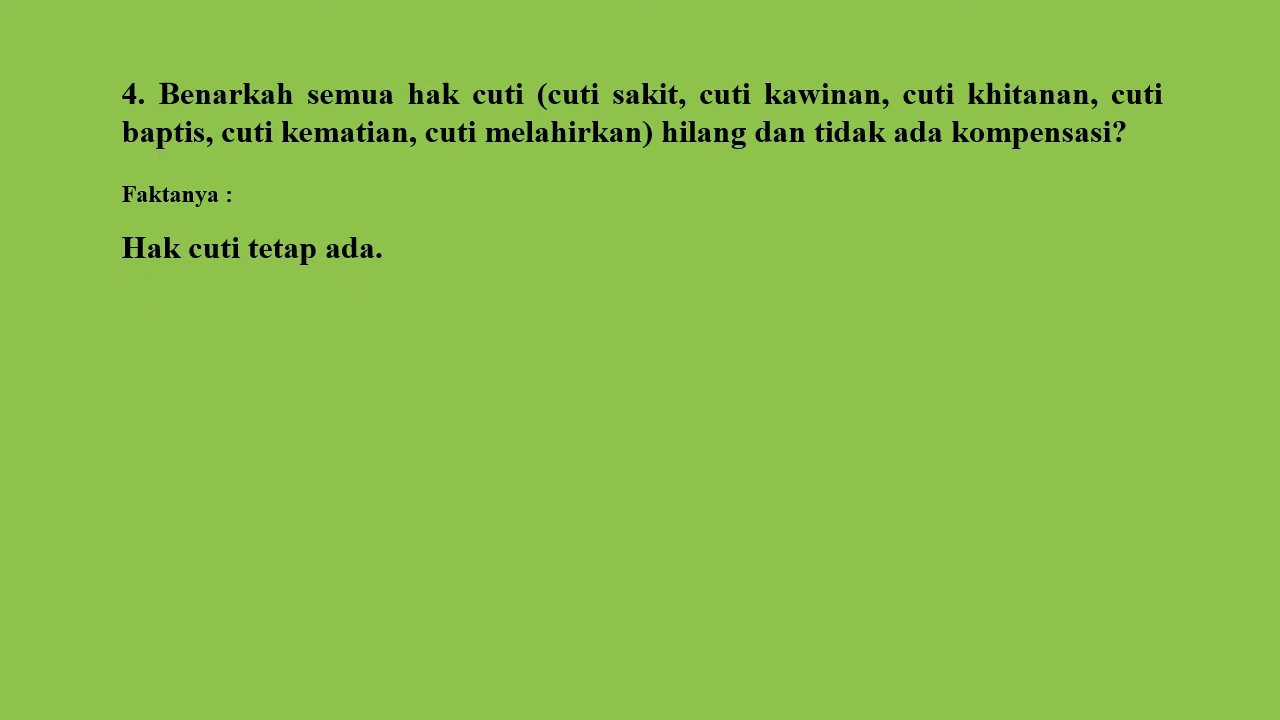 4. Benarkah semua hak cuti (cuti sakit, cuti kawinan, cuti khitanan, cuti
baptis, cuti kematian, cuti melahirkan) hilang dan tidak ada kompensasi?
Faktanya :
Hak cuti tetap ada.